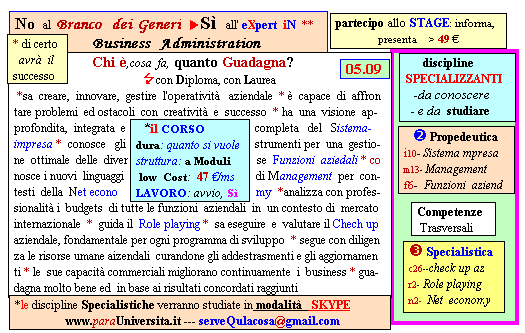 No al Branco dei Generi ►Sì all' eXpert iN **
Business Administration
partecipo allo STAGE: informa,
presenta > 49 €
* di certo
avrà il
successo
Chi è,cosa fa, quanto Guadagna?
con Diploma, con Laurea
05.09
*sa creare, innovare, gestire l'operatività aziendale * è capace di affron
tare problemi ed ostacoli con creatività e successo * ha una visione ap-
profondita, integrata e completa del Sistema-
impresa * conosce gli strumenti per una gestio-
ne ottimale delle diver se Funzioni aziedali * co
nosce i nuovi linguaggi di Management per con-
testi della Net econo my *analizza con profes-
sionalità i budgets di tutte le funzioni aziendali in un contesto di mercato
internazionale * guida il Role playing * sa eseguire e valutare il Chech up
aziendale, fondamentale per ogni programma di sviluppo * segue con diligen
za le risorse umane aizendali curandone gli addestramenti e gli aggiornamen
ti * le sue capacità commerciali migliorano continuamente i business * gua-
dagna molto bene ed in base ai risultati concordati raggiunti
*il CORSO
dura: quanto si vuole
struttura: a Moduli
low Cost: 47 €/ms
LAVORO: avvio, Sì
*le discipline Specialistiche verranno studiate in modalità SKYPE
www.paraUniversita.it --- serveQulacosa@gmail.com
discipline
SPECIALIZZANTI
-da conoscere
- e da studiare
❷ Propedeutica
i10- Sistema mpresa
m13- Management
f6- Funzioni aziend
Competenze
Trasversali
❸ Specialistica
c26--check up az
r2- Role playing
n2- Net economy